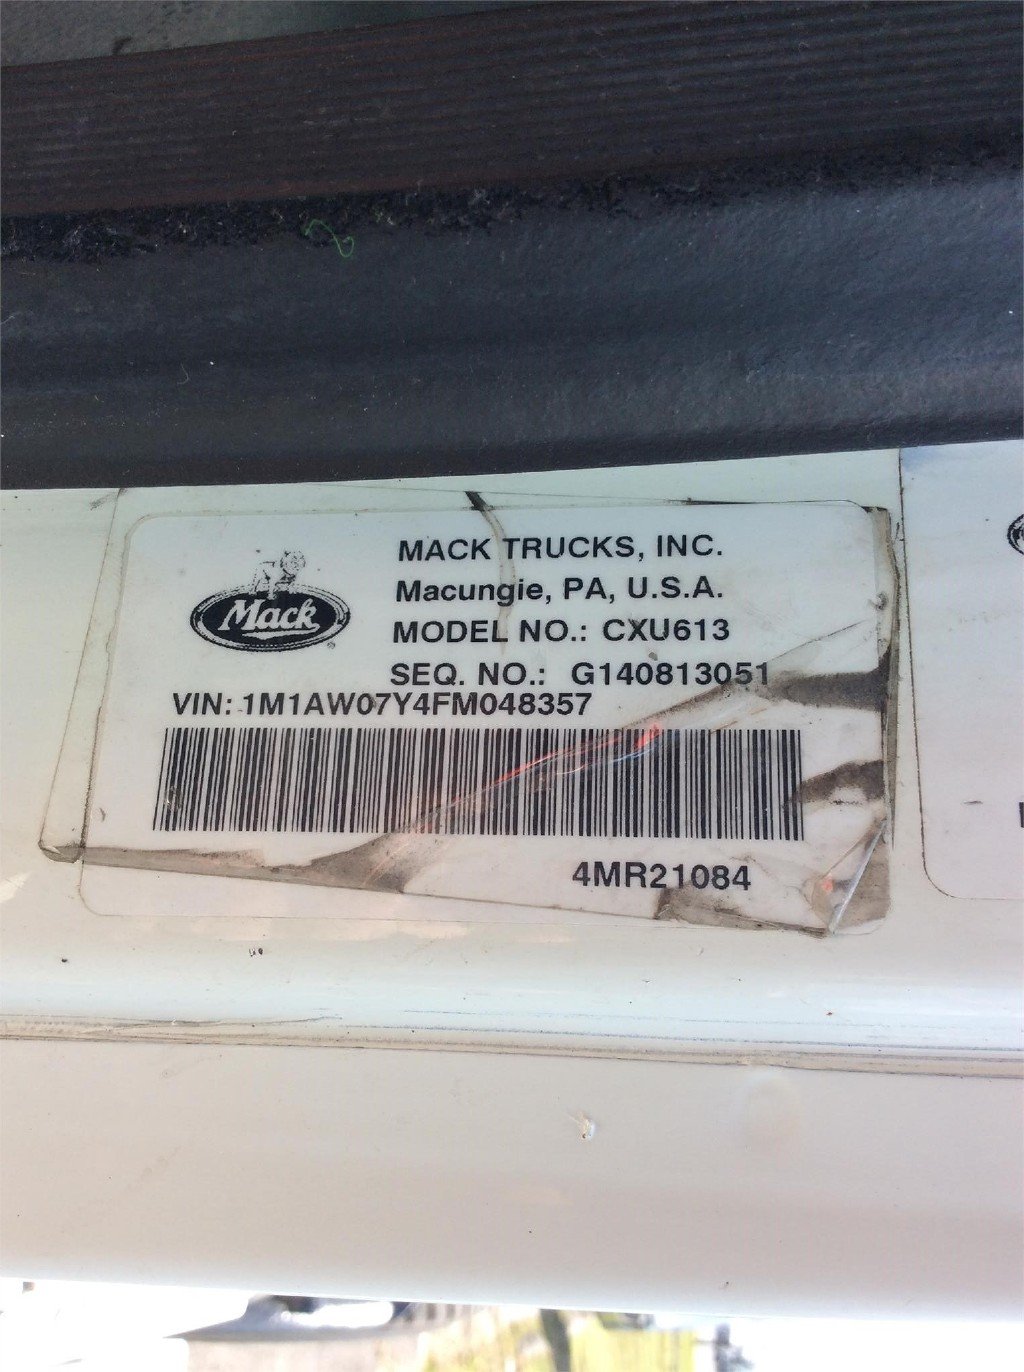 Mack
MACK TRUCKS, INC.
Macungie, PA, U.S.A.
MODEL NO.: CXU613
SEQ. NO.: G140813051
VIN: 1M1AW07Y4FM048357
4MR21084